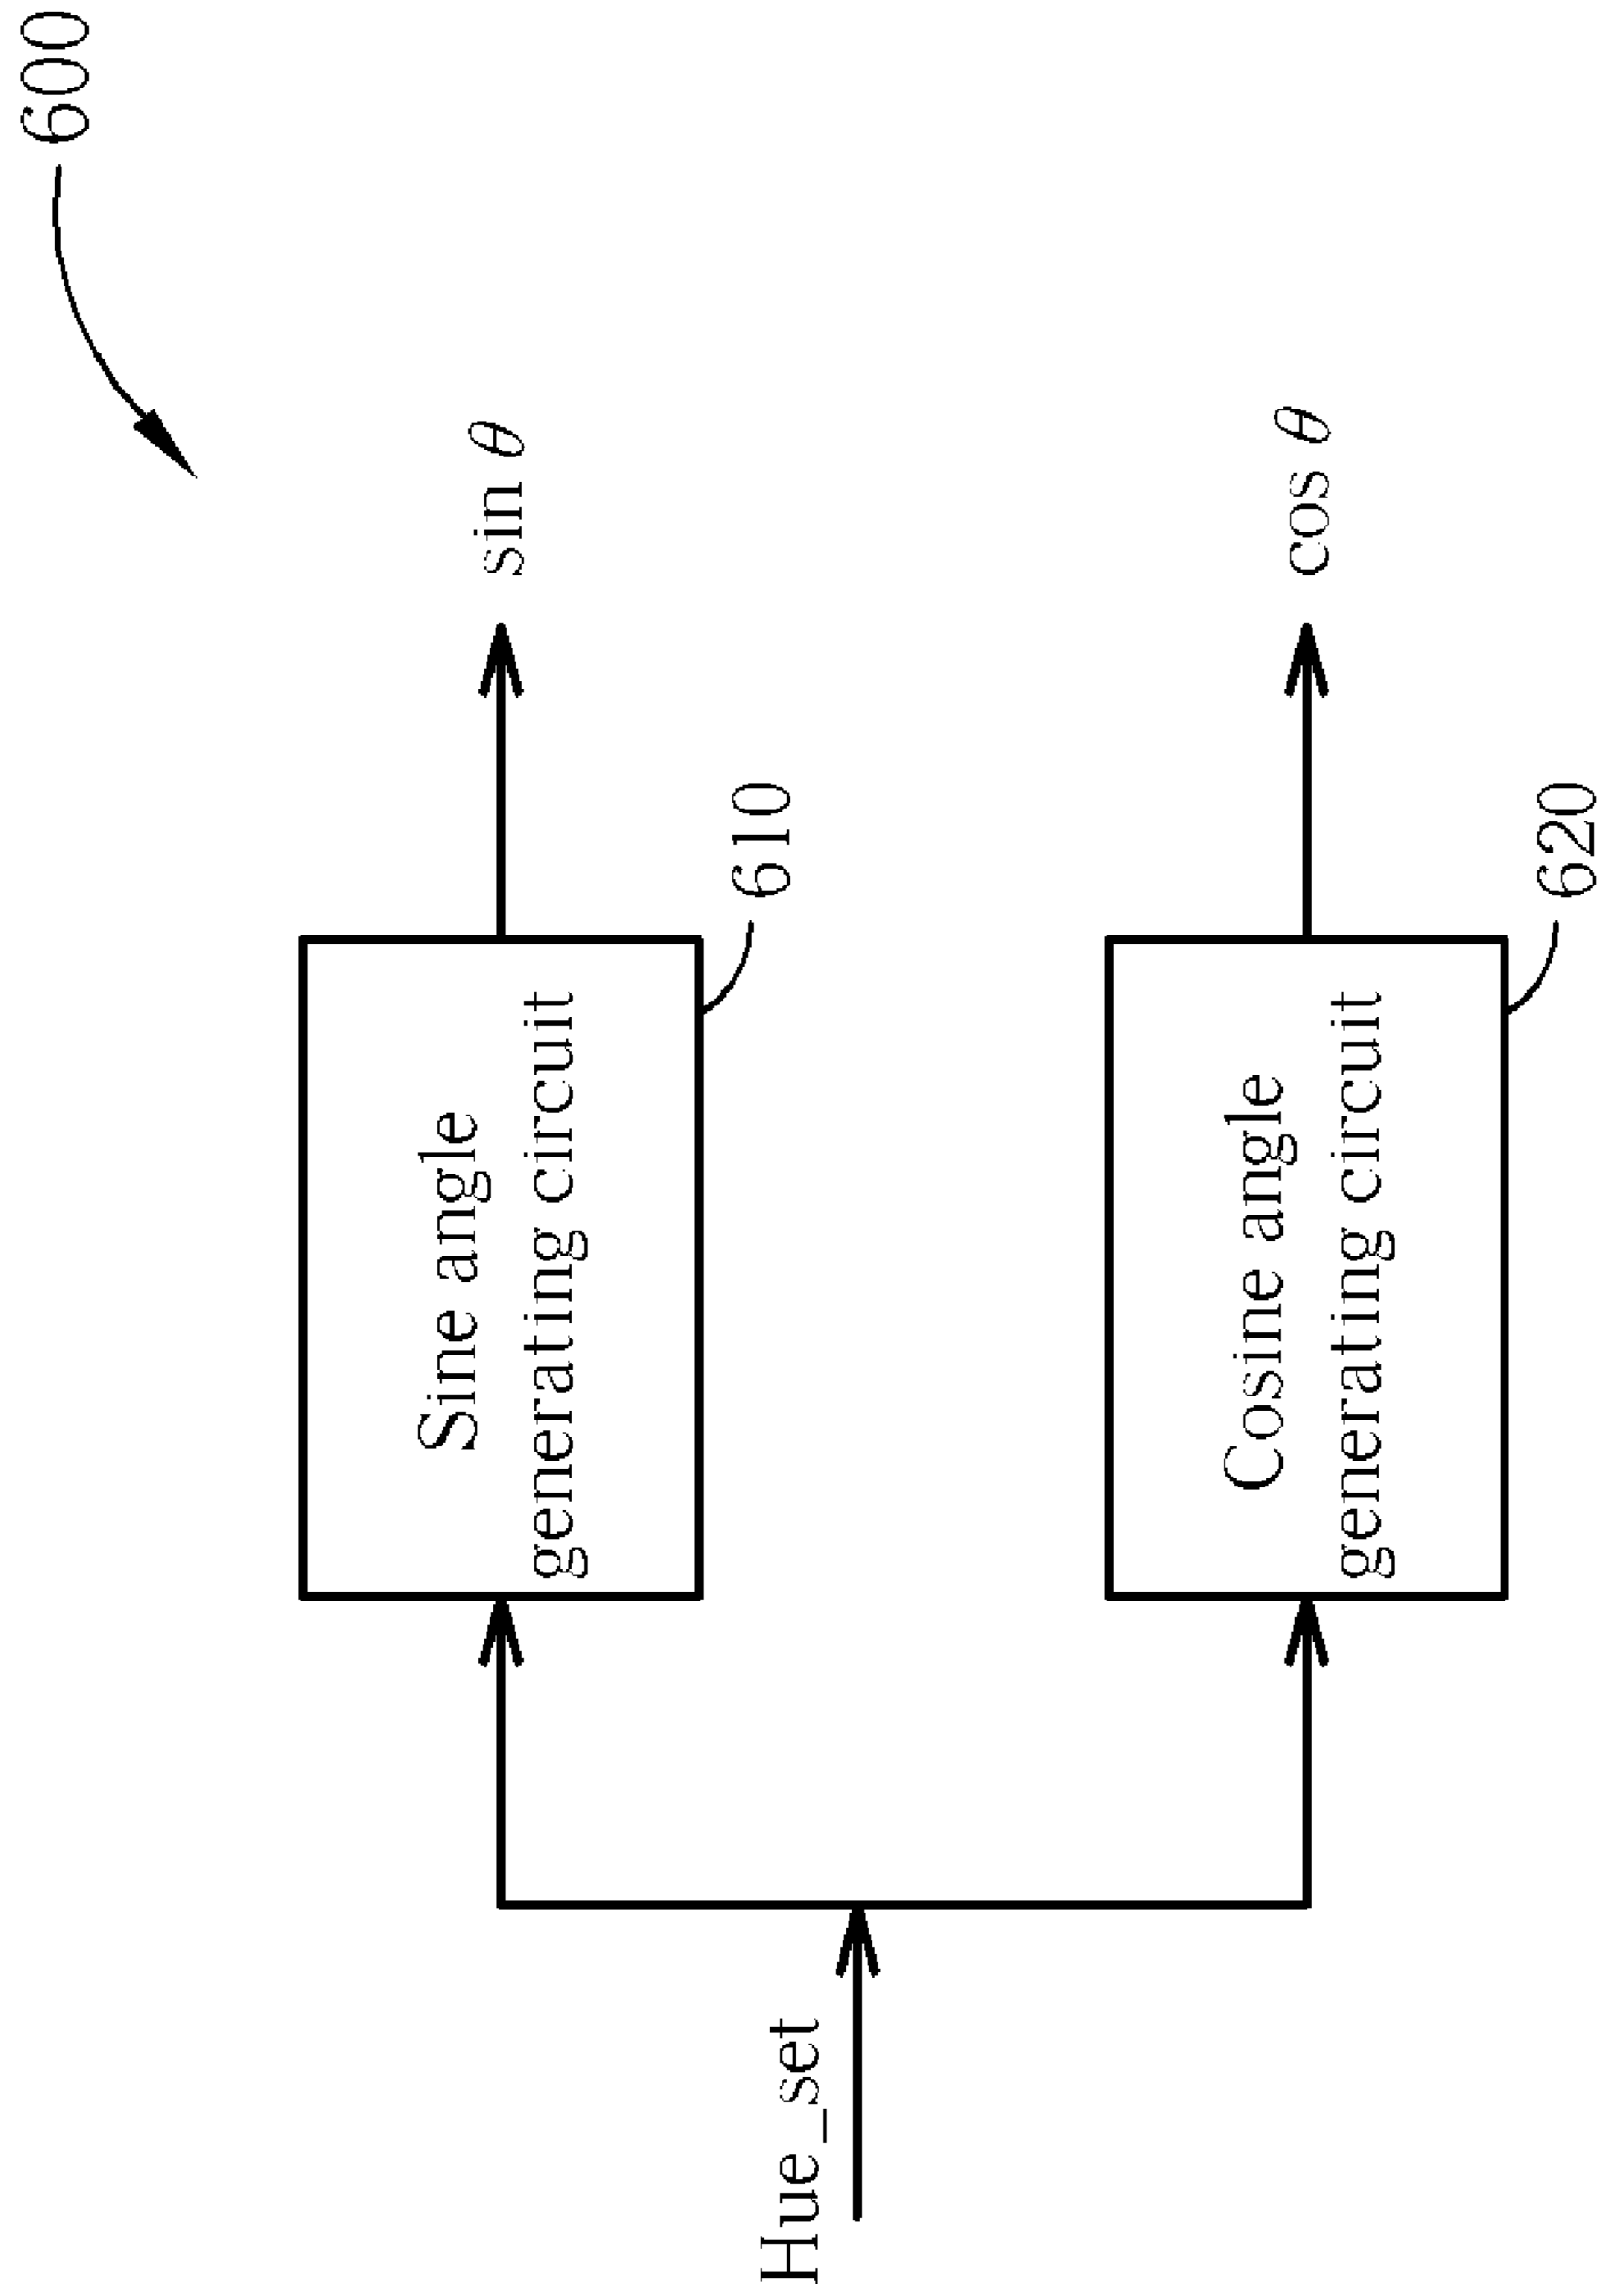 600
Sine angle
generating circuit
sin θ
610
Hue_set
Cosine angle
generating circuit
cos θ
620